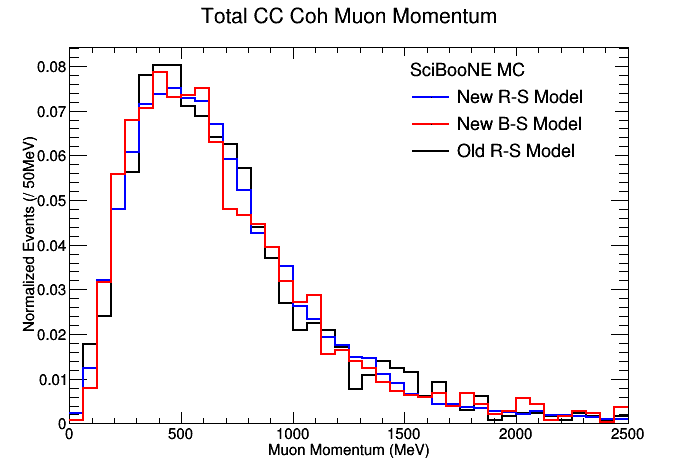 Total CC Coh Muon Momentum
SciBooNE MC
New R-S Model
New B-S Model
Old R-S Model
Normalized Events (/ 50MeV)
0.08
0.07
0.06
0.05
0.04
0.03
0.02
0.01
0
0 500 1000 1500 2000 2500
Muon Momentum (MeV)